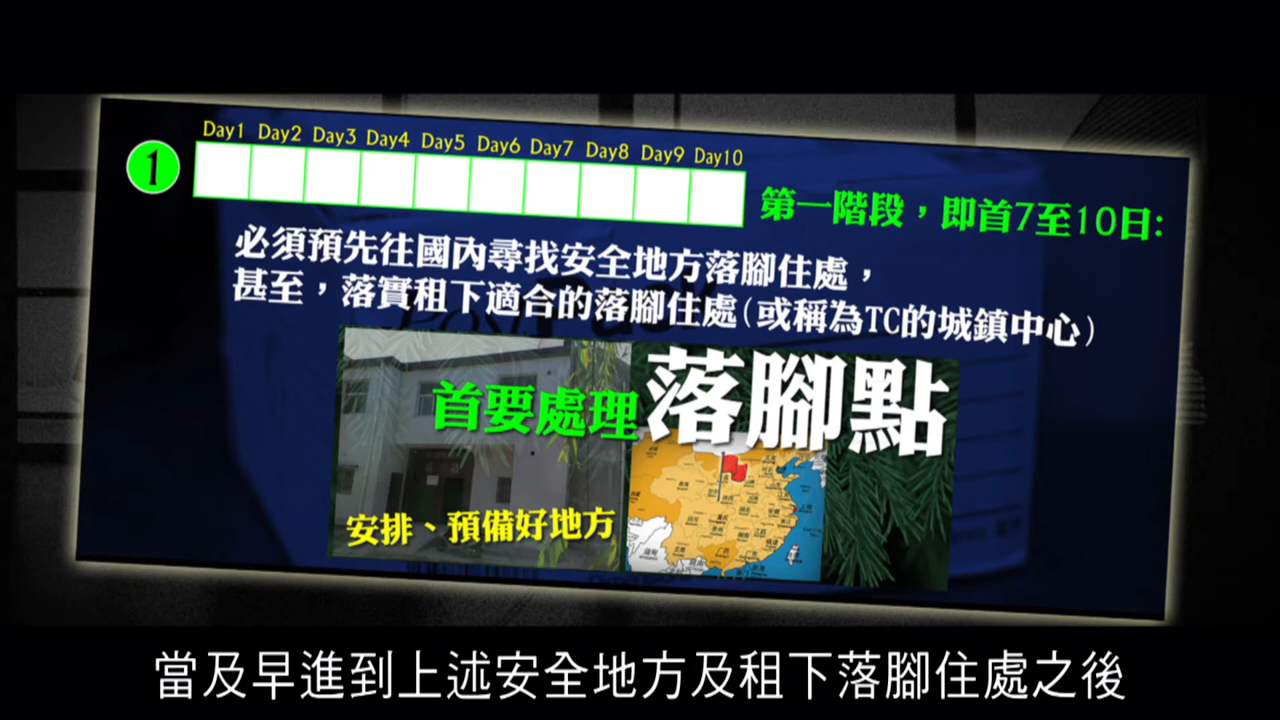 Day1 Day2 Day3 Day4 Day5 Day6 Day7 Day8 Day9 Day10
1
第一階段，即首7至10日:
必須預先往國內尋找安全地方落腳住處，
甚至，落實租下適合的落腳住處(或稱為TC的城鎮中心)
首要處理落腳點
安排、預備好地方
當及早進到上述安全地方及租下落腳住處之後